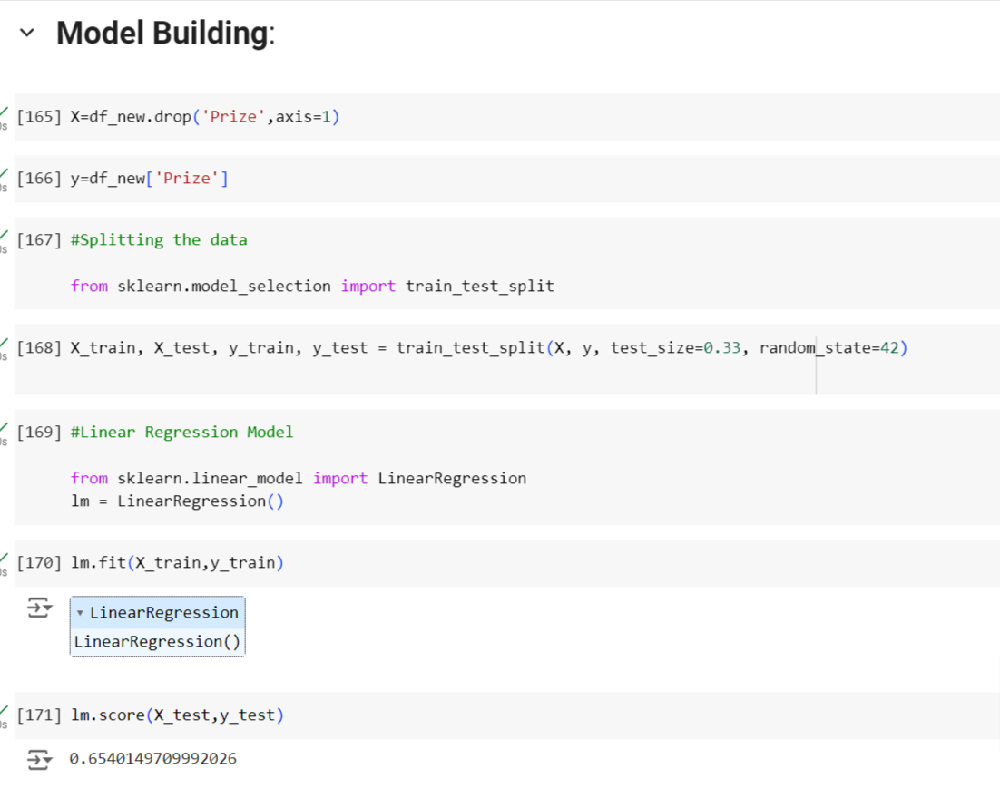 Model Building:
[165] X=df_new.drop('Prize',axis=1)
[166] y=df_new['Prize']
[167] #Splitting the data
from sklearn.model_selection import train_test_split
[168] X_train, X_test, y_train, y_test = train_test_split(X, y, test_size=0.33, random_state=42)
[169] #Linear Regression Model
from sklearn.linear_model import LinearRegression
lm = LinearRegression()
[170] lm.fit(X_train,y_train)
LinearRegression
LinearRegression()
[171] lm.score(X_test,y_test)
0.6540149709992026